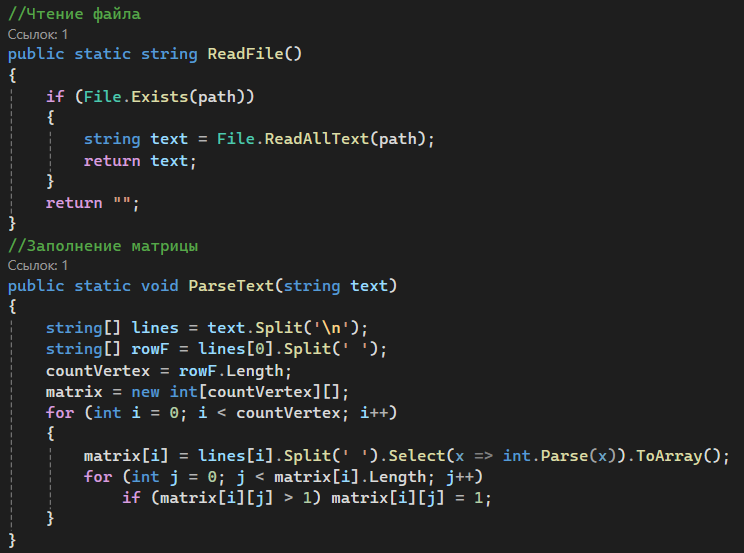 //Чтение файла
Ссылок: 1
public static string ReadFile()
{
    if (File.Exists(path))
    {
        string text = File.ReadAllText(path);
        return text;
    }
    return "";
}
//Заполнение матрицы
Ссылок: 1
public static void ParseText(string text)
{
    string[] lines = text.Split('\n');
    string[] rowF = lines[0].Split(' ');
    countVertex = rowF.Length;
    matrix = new int[countVertex][];
    for (int i = 0; i < countVertex; i++)
    {
        matrix[i] = lines[i].Split(' ').Select(x => int.Parse(x)).ToArray();
        for (int j = 0; j < matrix[i].Length; j++)
            if (matrix[i][j] > 1) matrix[i][j] = 1;
    }
}